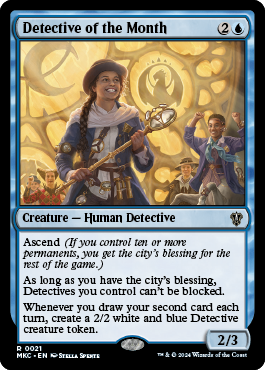 Detective of the Month 2
Creature — Human Detective
Ascend (If you control ten or more
permanents, you get the city's blessing for
the rest of the game.)
As long as you have the city's blessing,
Detectives you control can't be blocked.
Whenever you draw your second card each
turn, create a 2/2 white and blue Detective
creature token.
2/3
R 0021
MKC • EN Stella Spente
™ & © 2024 Wizards of the Coast